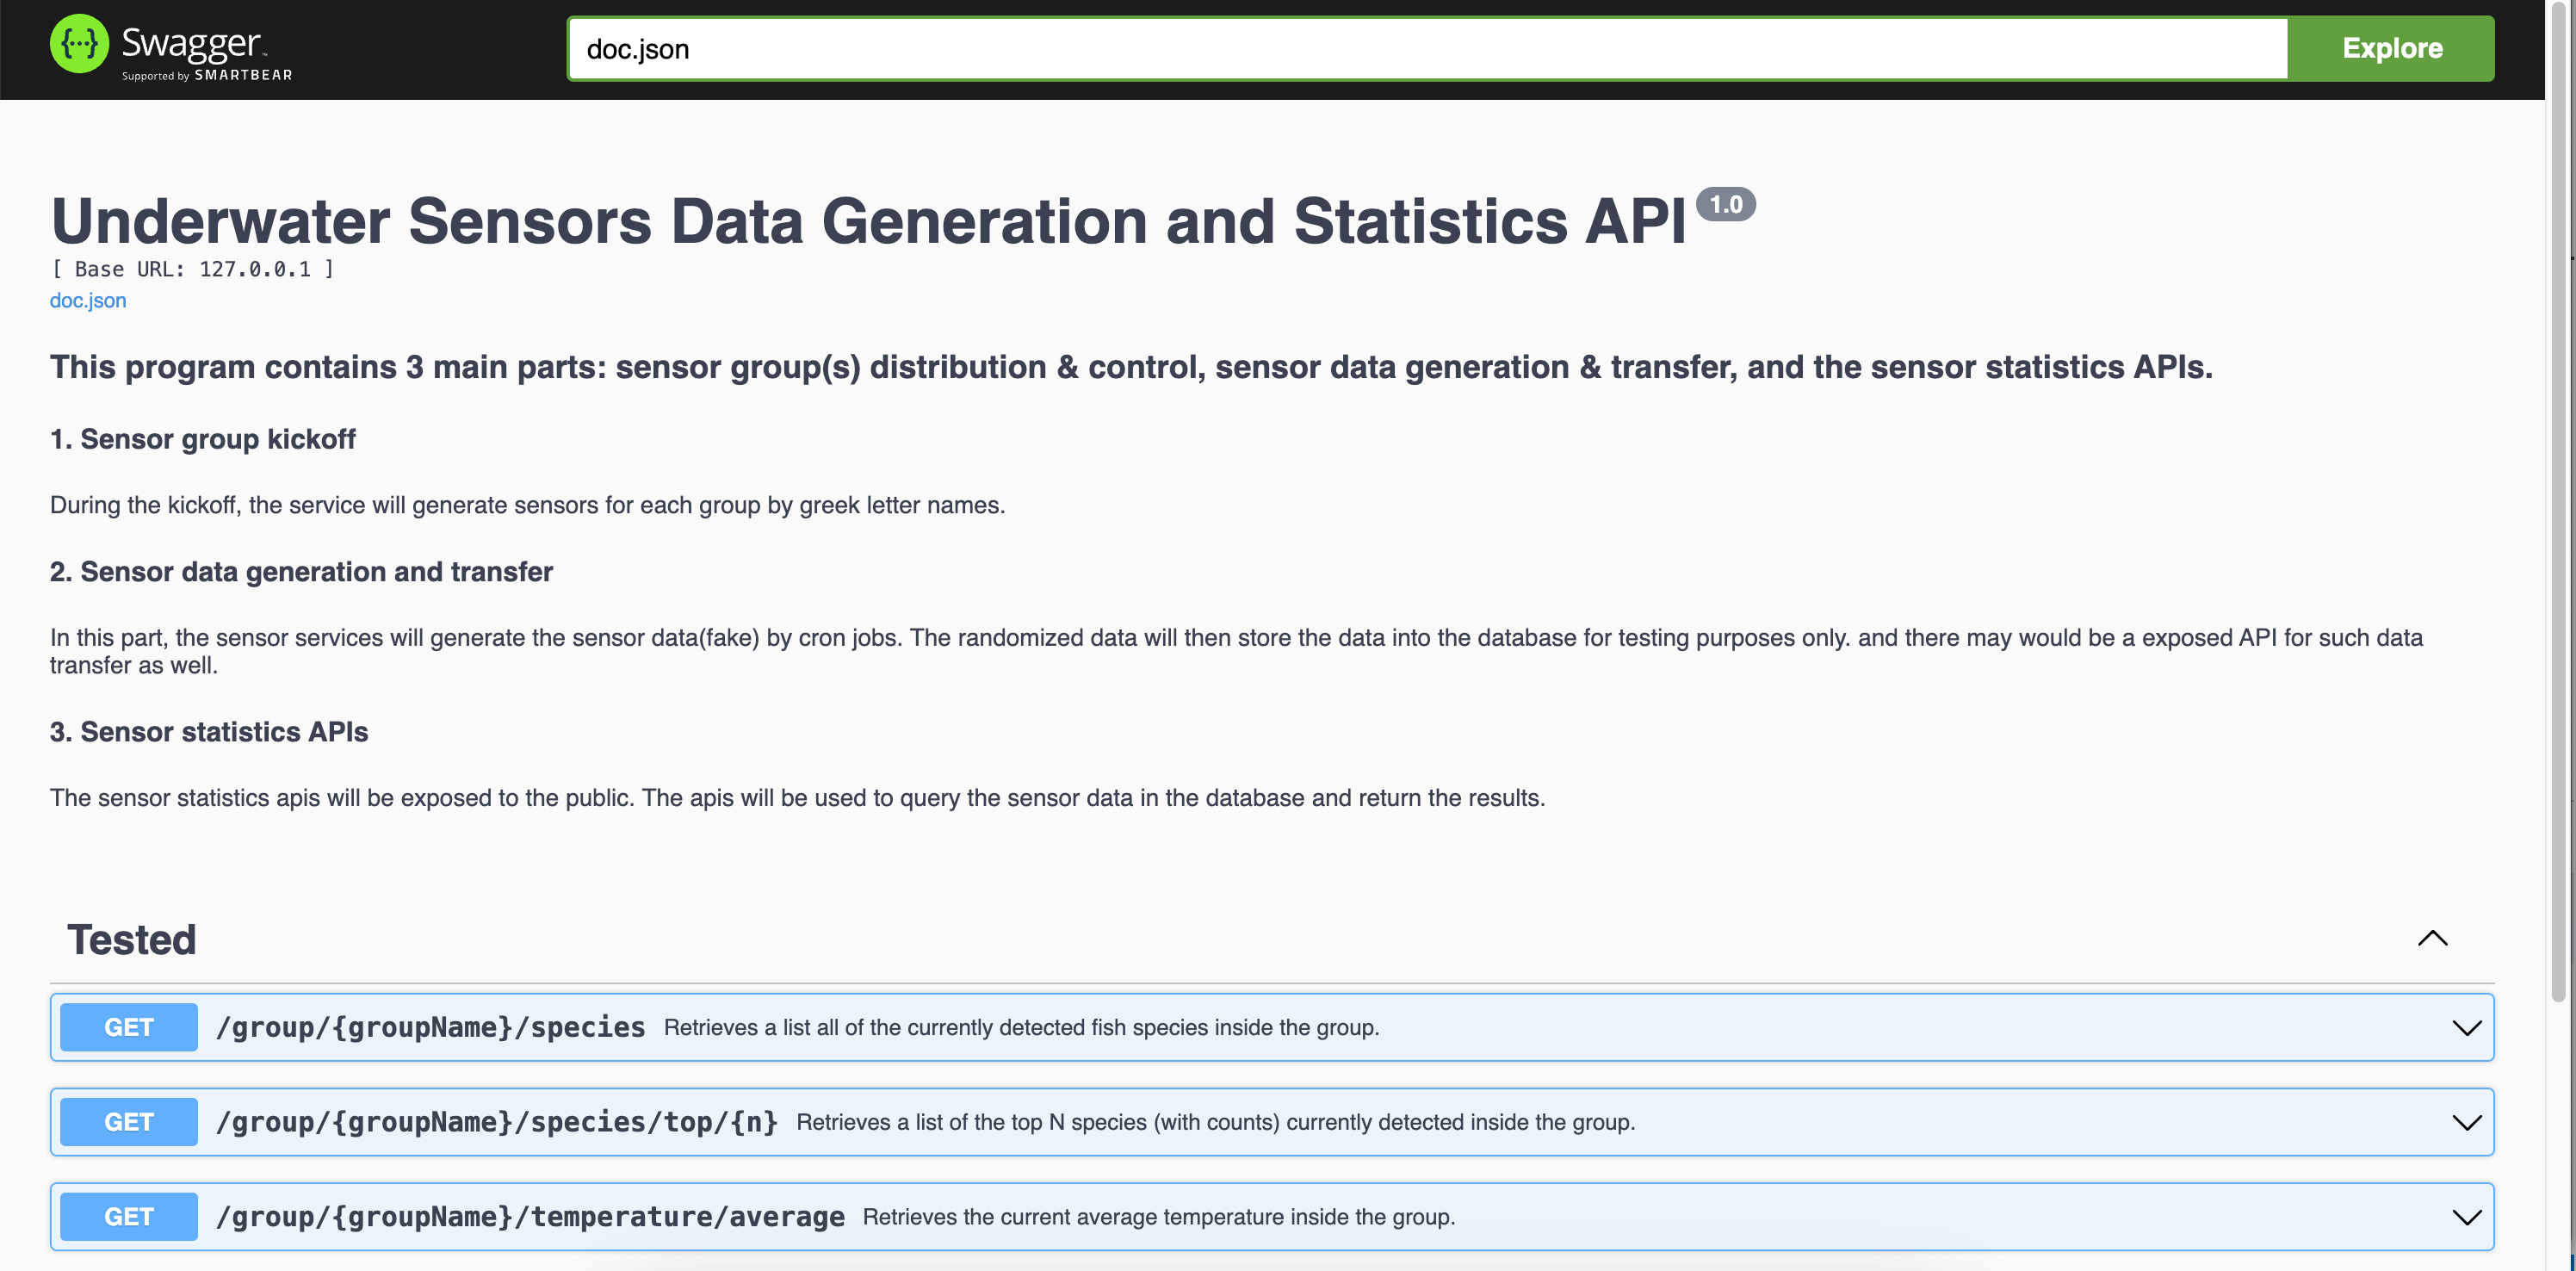 Swagger™
Supported by SMARTBEAR
doc.json
Explore
Underwater Sensors Data Generation and Statistics API 1.0
[ Base URL: 127.0.0.1 ]
doc.json
This program contains 3 main parts: sensor group(s) distribution & control, sensor data generation & transfer, and the sensor statistics APIs.
1. Sensor group kickoff
During the kickoff, the service will generate sensors for each group by greek letter names.
2. Sensor data generation and transfer
In this part, the sensor services will generate the sensor data(fake) by cron jobs. The randomized data will then store the data into the database for testing purposes only. and there may would be a exposed API for such data
transfer as well.
3. Sensor statistics APIs
The sensor statistics apis will be exposed to the public. The apis will be used to query the sensor data in the database and return the results.
Tested
GET /group/{groupName}/species Retrieves a list all of the currently detected fish species inside the group.
GET /group/{groupName}/species/top/{n} Retrieves a list of the top N species (with counts) currently detected inside the group.
GET /group/{groupName}/temperature/average Retrieves the current average temperature inside the group.